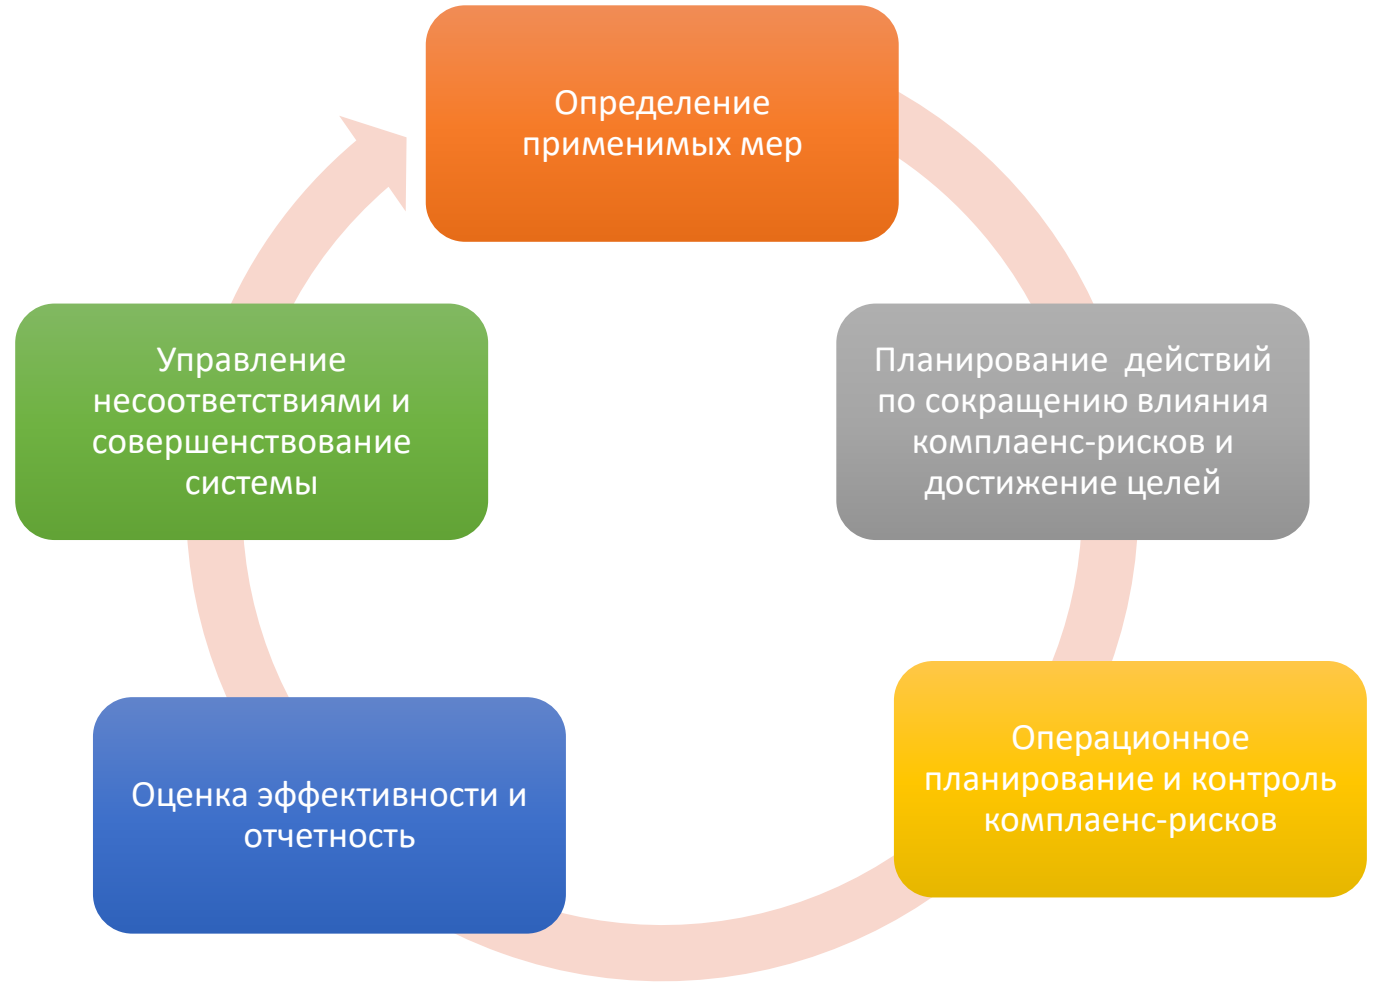 Определение
применимых мер
Планирование  действий
по сокращению влияния
комплаенс-рисков и
достижение целей
Операционное
планирование и контроль
комплаенс-рисков
Оценка эффективности и
отчетность
Управление
несоответствиями и
совершенствование
системы